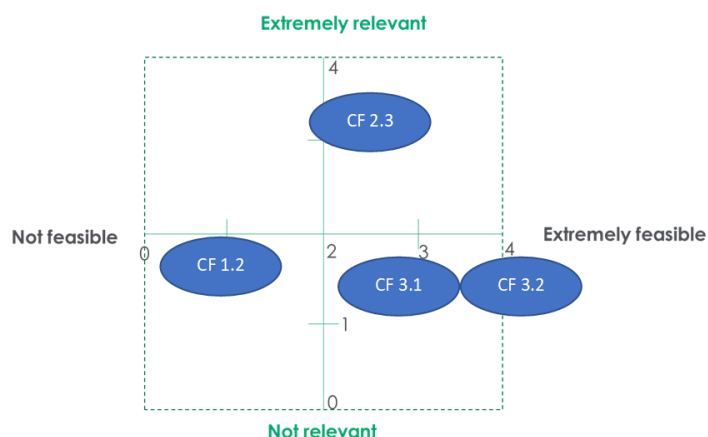 Extremely relevant
4
CF 2.3
Not feasible
Extremely feasible
0
2
3
4
CF 1.2
CF 3.1
CF 3.2
1
0
Not relevant